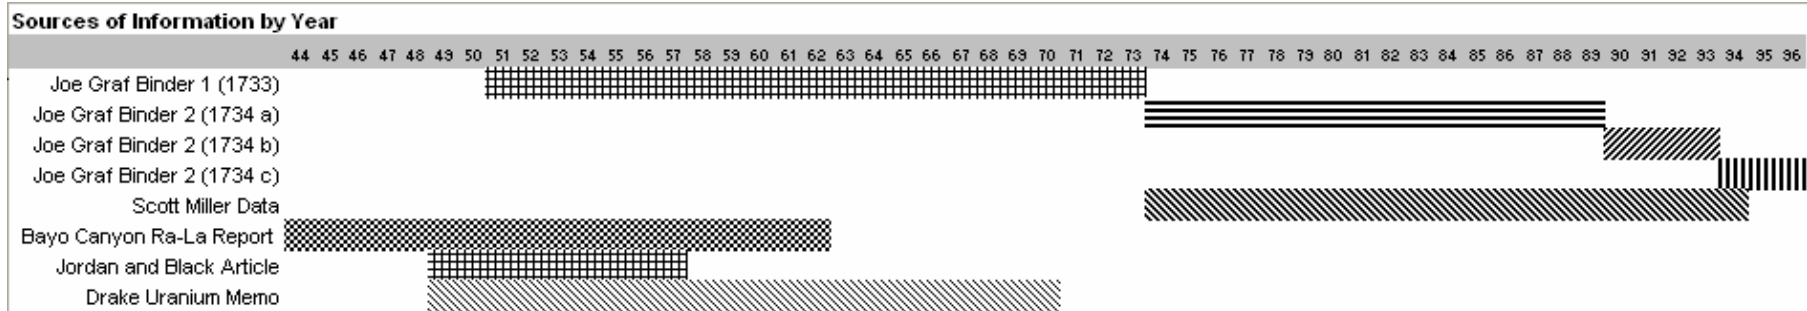 Sources of Information by Year
44 45 46 47 48 49 50 51 52 53 54 55 56 57 58 59 60 61 62 63 64 65 66 67 68 69 70 71 72 73 74 75 76 77 78 79 80 81 82 83 84 85 86 87 88 89 90 91 92 93 94 95 96
Joe Graf Binder 1 (1733)
Joe Graf Binder 2 (1734 a)
Joe Graf Binder 2 (1734 b)
Joe Graf Binder 2 (1734 c)
Scott Miller Data
Bayo Canyon Ra-La Report
Jordan and Black Article
Drake Uranium Memo